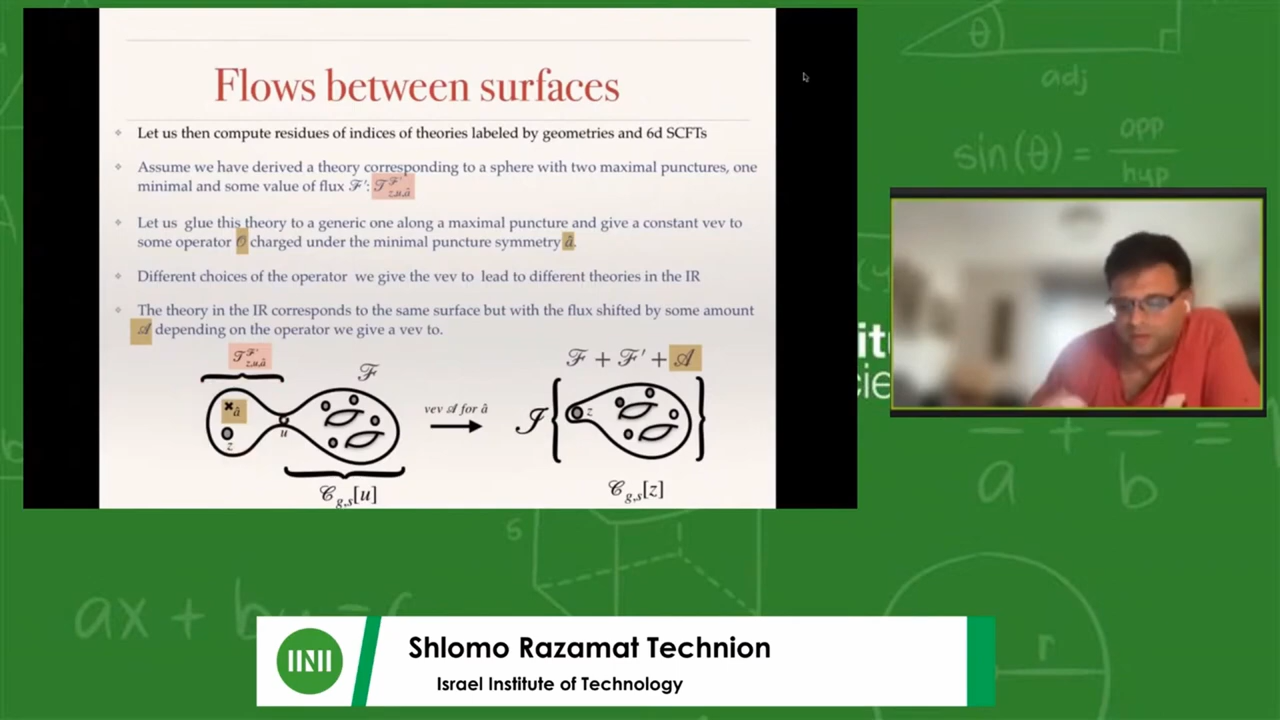 Flows between surfaces
Let us then compute residues of indices of theories labeled by geometries and 6d SCFTs
Assume we have derived a theory corresponding to a sphere with two maximal punctures, one
minimal and some value of flux ℱ′: 𝒯^ℱ′_z,u,â
Let us glue this theory to a generic one along a maximal puncture and give a constant vev to
some operator 𝒪 charged under the minimal puncture symmetry â.
Different choices of the operator we give the vev to lead to different theories in the IR
The theory in the IR corresponds to the same surface but with the flux shifted by some amount
𝒜 depending on the operator we give a vev to.
𝒯^ℱ′_z,u,â
ℱ
ℱ + ℱ′ + 𝒜
â
vev 𝒜 for â
ℐ
z
u
z
𝒞g,s[u]
𝒞g,s[z]
θ
adj
sin(θ) = opp
hyp
a + b =
s
ax + b
r
Shlomo Razamat Technion
Israel Institute of Technology